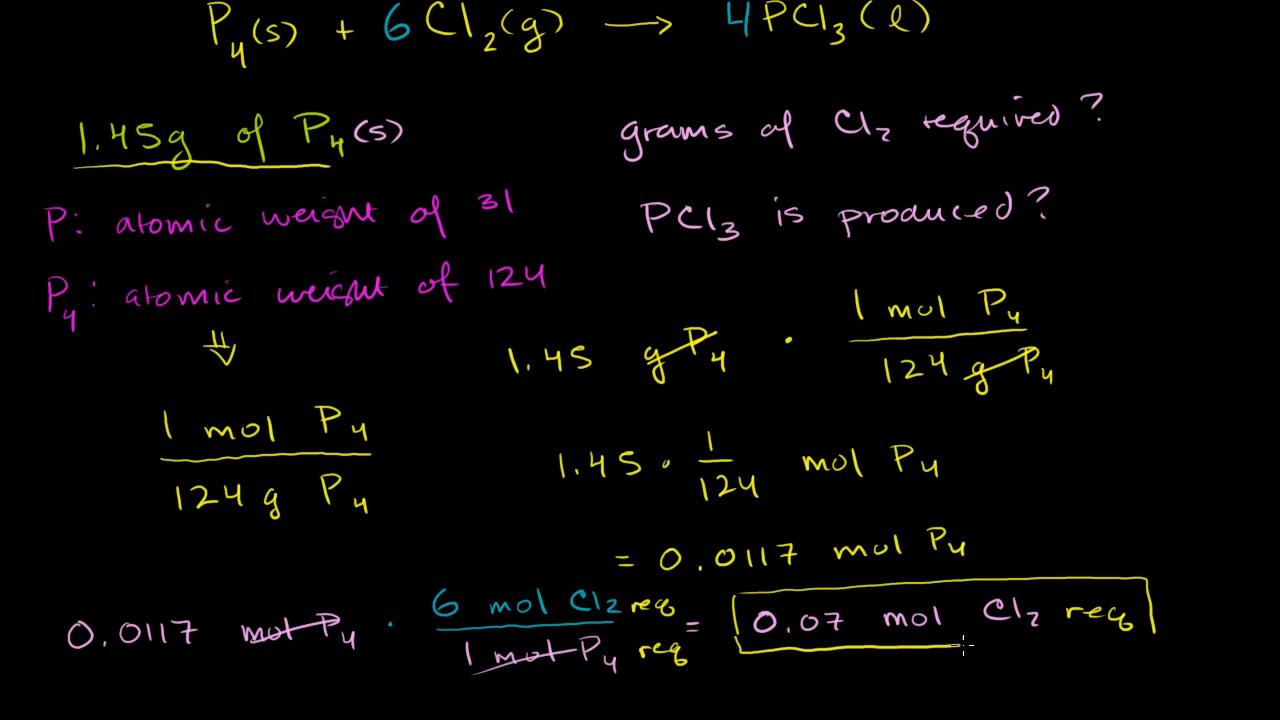 P₄(s) + 6Cl₂(g) → 4PCl₃(l)
1.45g of P₄(s)
grams of Cl₂ required?
P: atomic weight of 31
PCl₃ is produced?
P₄: atomic weight of 124
⇓
1 mol P₄
124 g P₄
1.45 g P₄ · 1 mol P₄ / 124 g P₄
1.45 · 1/124 mol P₄
= 0.0117 mol P₄
0.0117 mol P₄ · 6 mol Cl₂ req / 1 mol P₄ req = 0.07 mol Cl₂ req